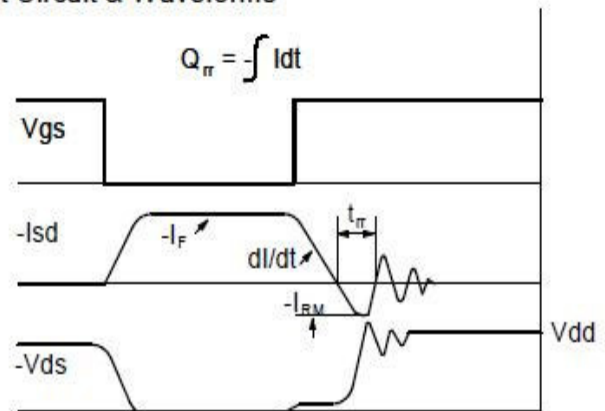 t Circuit & Waveforms
Qrr = -∫ Idt
Vgs
trr
-Isd
-IF
dI/dt
-IRM
Vdd
-Vds